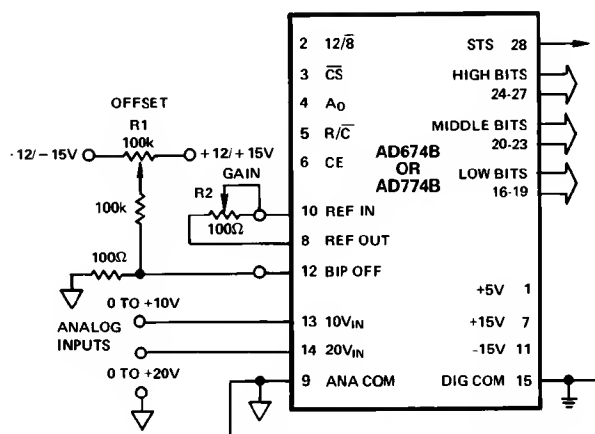 2 12/8̅ STS 28
3 C̅S̅ HIGH BITS
24-27
4 A₀
OFFSET
R1
100k
5 R/C̅ MIDDLE BITS
20-23
-12/-15V +12/+15V
6 CE AD674B
OR
AD774B
LOW BITS
16-19
GAIN
R2
100Ω
100k
10 REF IN
8 REF OUT
100Ω
12 BIP OFF
0 TO +10V
+5V 1
ANALOG
INPUTS
13 10VIN +15V 7
14 20VIN -15V 11
0 TO +20V
9 ANA COM DIG COM 15